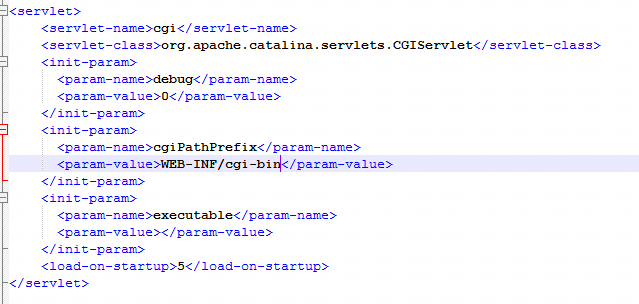 <servlet>
<servlet-name>cgi</servlet-name>
<servlet-class>org.apache.catalina.servlets.CGIServlet</servlet-class>
<init-param>
<param-name>debug</param-name>
<param-value>0</param-value>
</init-param>
<init-param>
<param-name>cgiPathPrefix</param-name>
<param-value>WEB-INF/cgi-bin</param-value>
</init-param>
<init-param>
<param-name>executable</param-name>
<param-value></param-value>
</init-param>
<load-on-startup>5</load-on-startup>
</servlet>